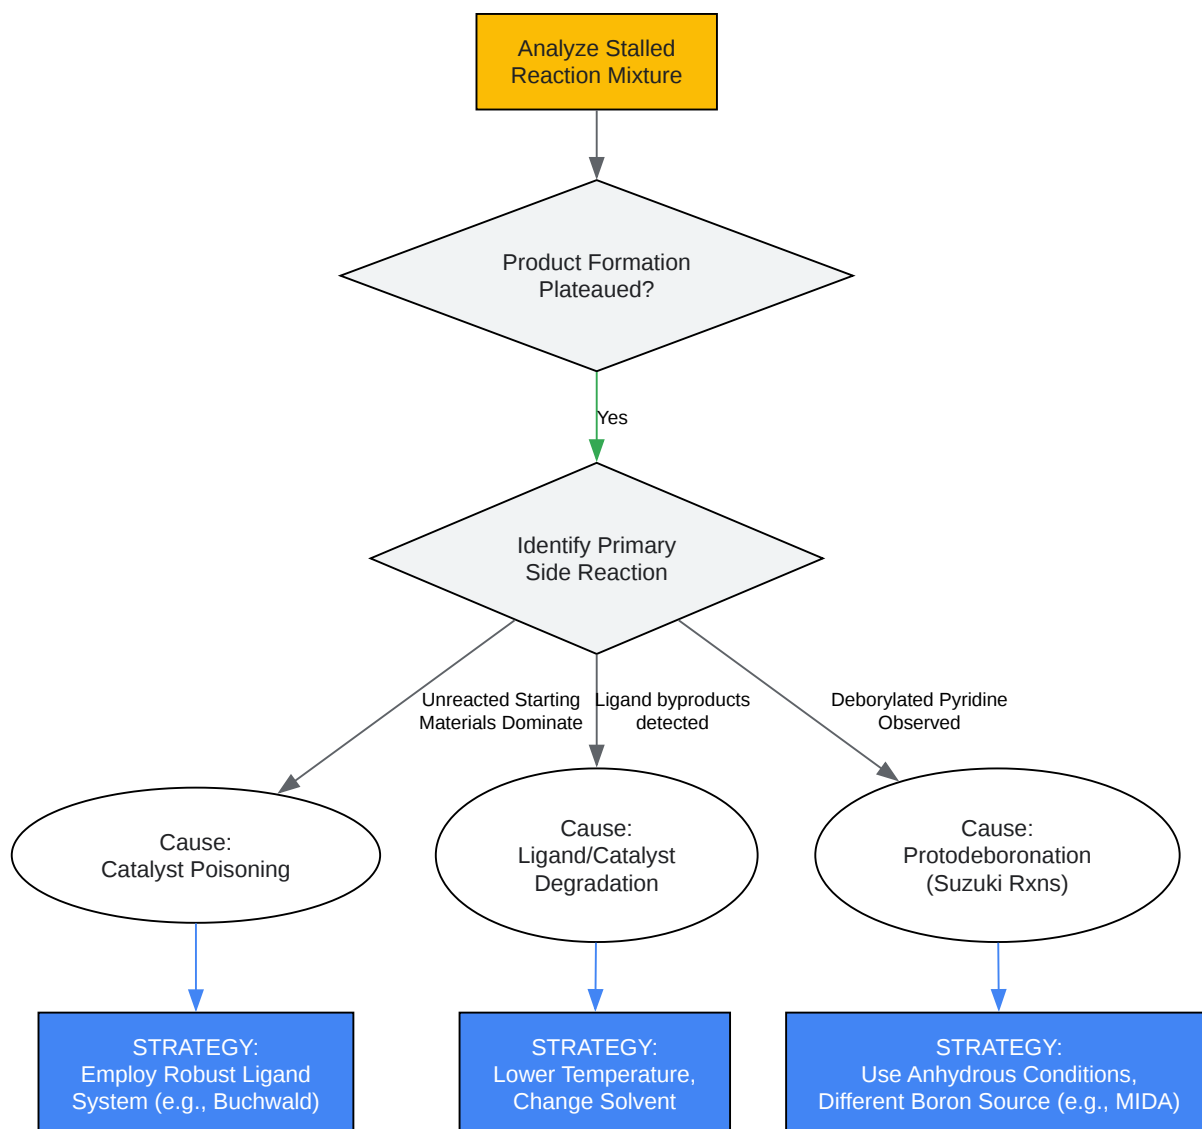 Analyze Stalled
Reaction Mixture
Product Formation
Plateaued?
Yes
Identify Primary
Side Reaction
Unreacted Starting
Materials Dominate
Ligand byproducts
detected
Deborylated Pyridine
Observed
Cause:
Catalyst Poisoning
Cause:
Ligand/Catalyst
Degradation
Cause:
Protodeboronation
(Suzuki Rxns)
STRATEGY:
Employ Robust Ligand
System (e.g., Buchwald)
STRATEGY:
Lower Temperature,
Change Solvent
STRATEGY:
Use Anhydrous Conditions,
Different Boron Source (e.g., MIDA)